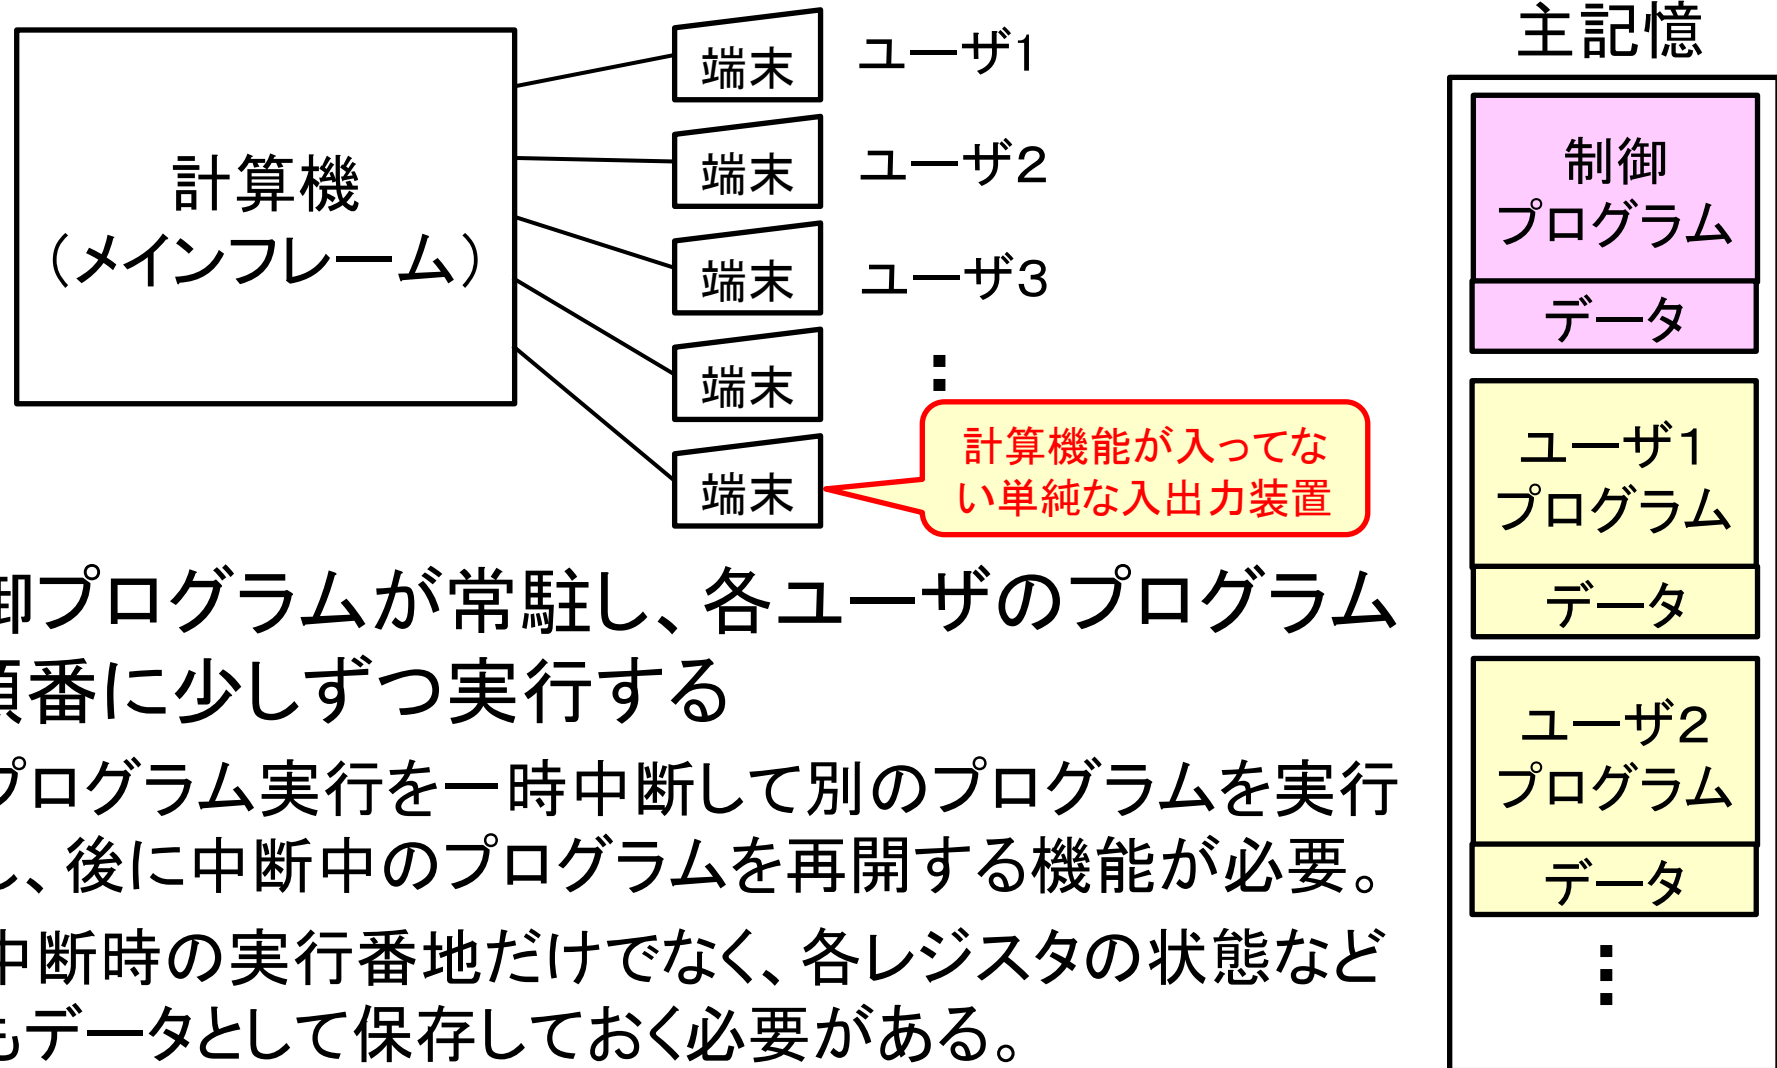 計算機
（メインフレーム）
端末
ユーザ1
端末
ユーザ2
端末
ユーザ3
端末
端末
計算機能が入ってな
い単純な入出力装置
御プログラムが常駐し、各ユーザのプログラム
順番に少しずつ実行する
プログラム実行を一時中断して別のプログラムを実行
し、後に中断中のプログラムを再開する機能が必要。
中断時の実行番地だけでなく、各レジスタの状態など
もデータとして保存しておく必要がある。
主記憶
制御
プログラム
データ
ユーザ1
プログラム
データ
ユーザ2
プログラム
データ